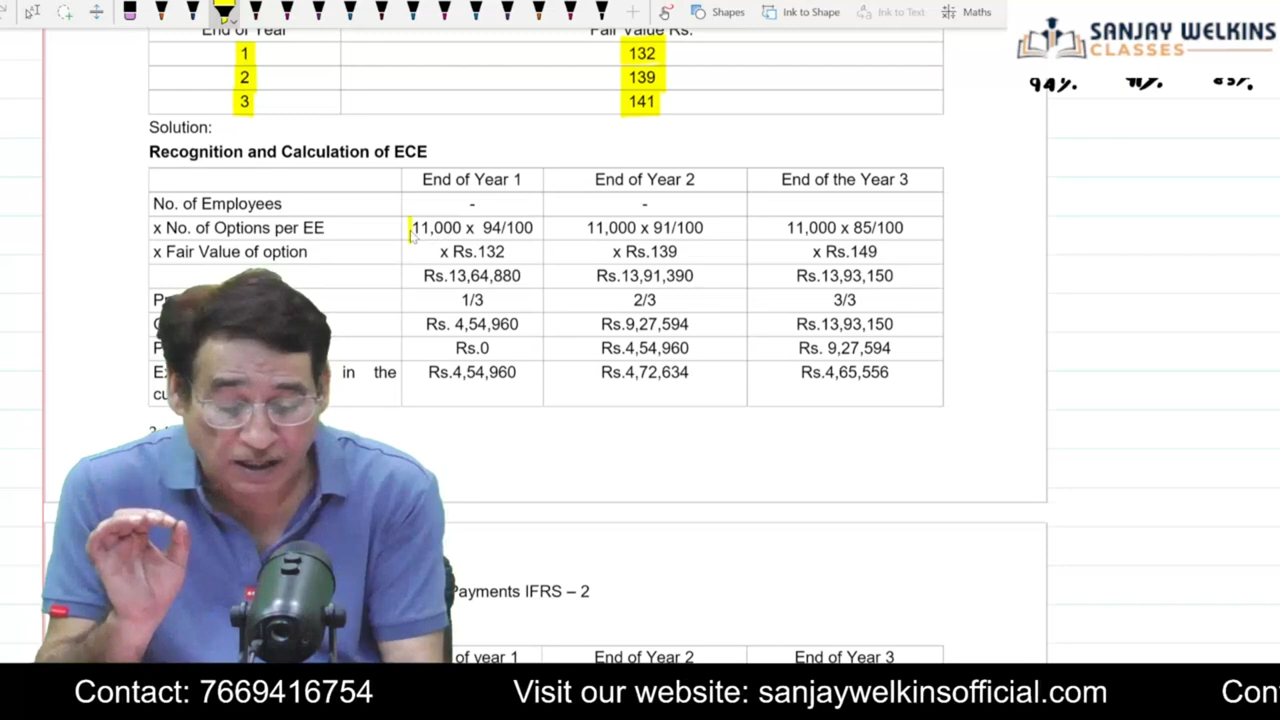 Shapes Ink to Shape Ink to Text Maths
SANJAY WELKINS
CLASSES
End of Year Fair Value Rs.
1 132
2 139
3 141
94%. 91%. 85%.
Solution:
Recognition and Calculation of ECE
End of Year 1 End of Year 2 End of the Year 3
No. of Employees - -
x No. of Options per EE 11,000 x 94/100 11,000 x 91/100 11,000 x 85/100
x Fair Value of option x Rs.132 x Rs.139 x Rs.149
Rs.13,64,880 Rs.13,91,390 Rs.13,93,150
1/3 2/3 3/3
Rs. 4,54,960 Rs.9,27,594 Rs.13,93,150
Rs.0 Rs.4,54,960 Rs. 9,27,594
in the Rs.4,54,960 Rs.4,72,634 Rs.4,65,556
Payments IFRS – 2
of year 1 End of Year 2 End of Year 3
Contact: 7669416754 Visit our website: sanjaywelkinsofficial.com Con